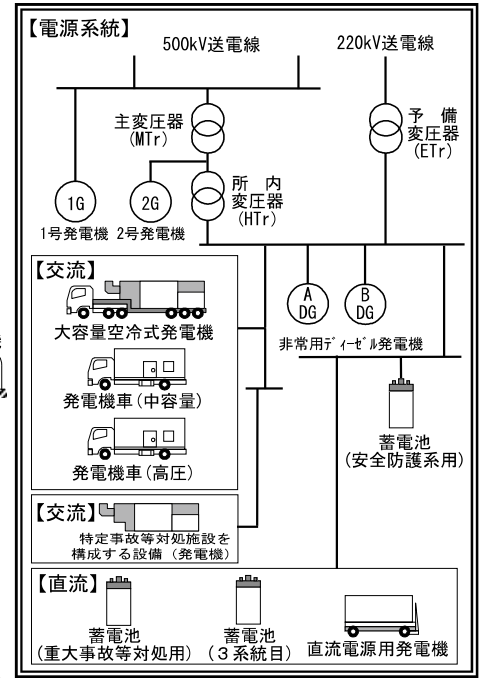 【電源系統】
500kV送電線
220kV送電線
主変圧器
(MTr)
予備
変圧器
(ETr)
所内
変圧器
(HTr)
1G
2G
1号発電機
2号発電機
A
DG
B
DG
非常用ディーゼル発電機
【交流】
大容量空冷式発電機
発電機車(中容量)
発電機車(高圧)
蓄電池
(安全防護系用)
【交流】
特定事故等対処施設を
構成する設備(発電機)
【直流】
蓄電池
(重大事故等対処用)
蓄電池
(3系統目)
直流電源用発電機